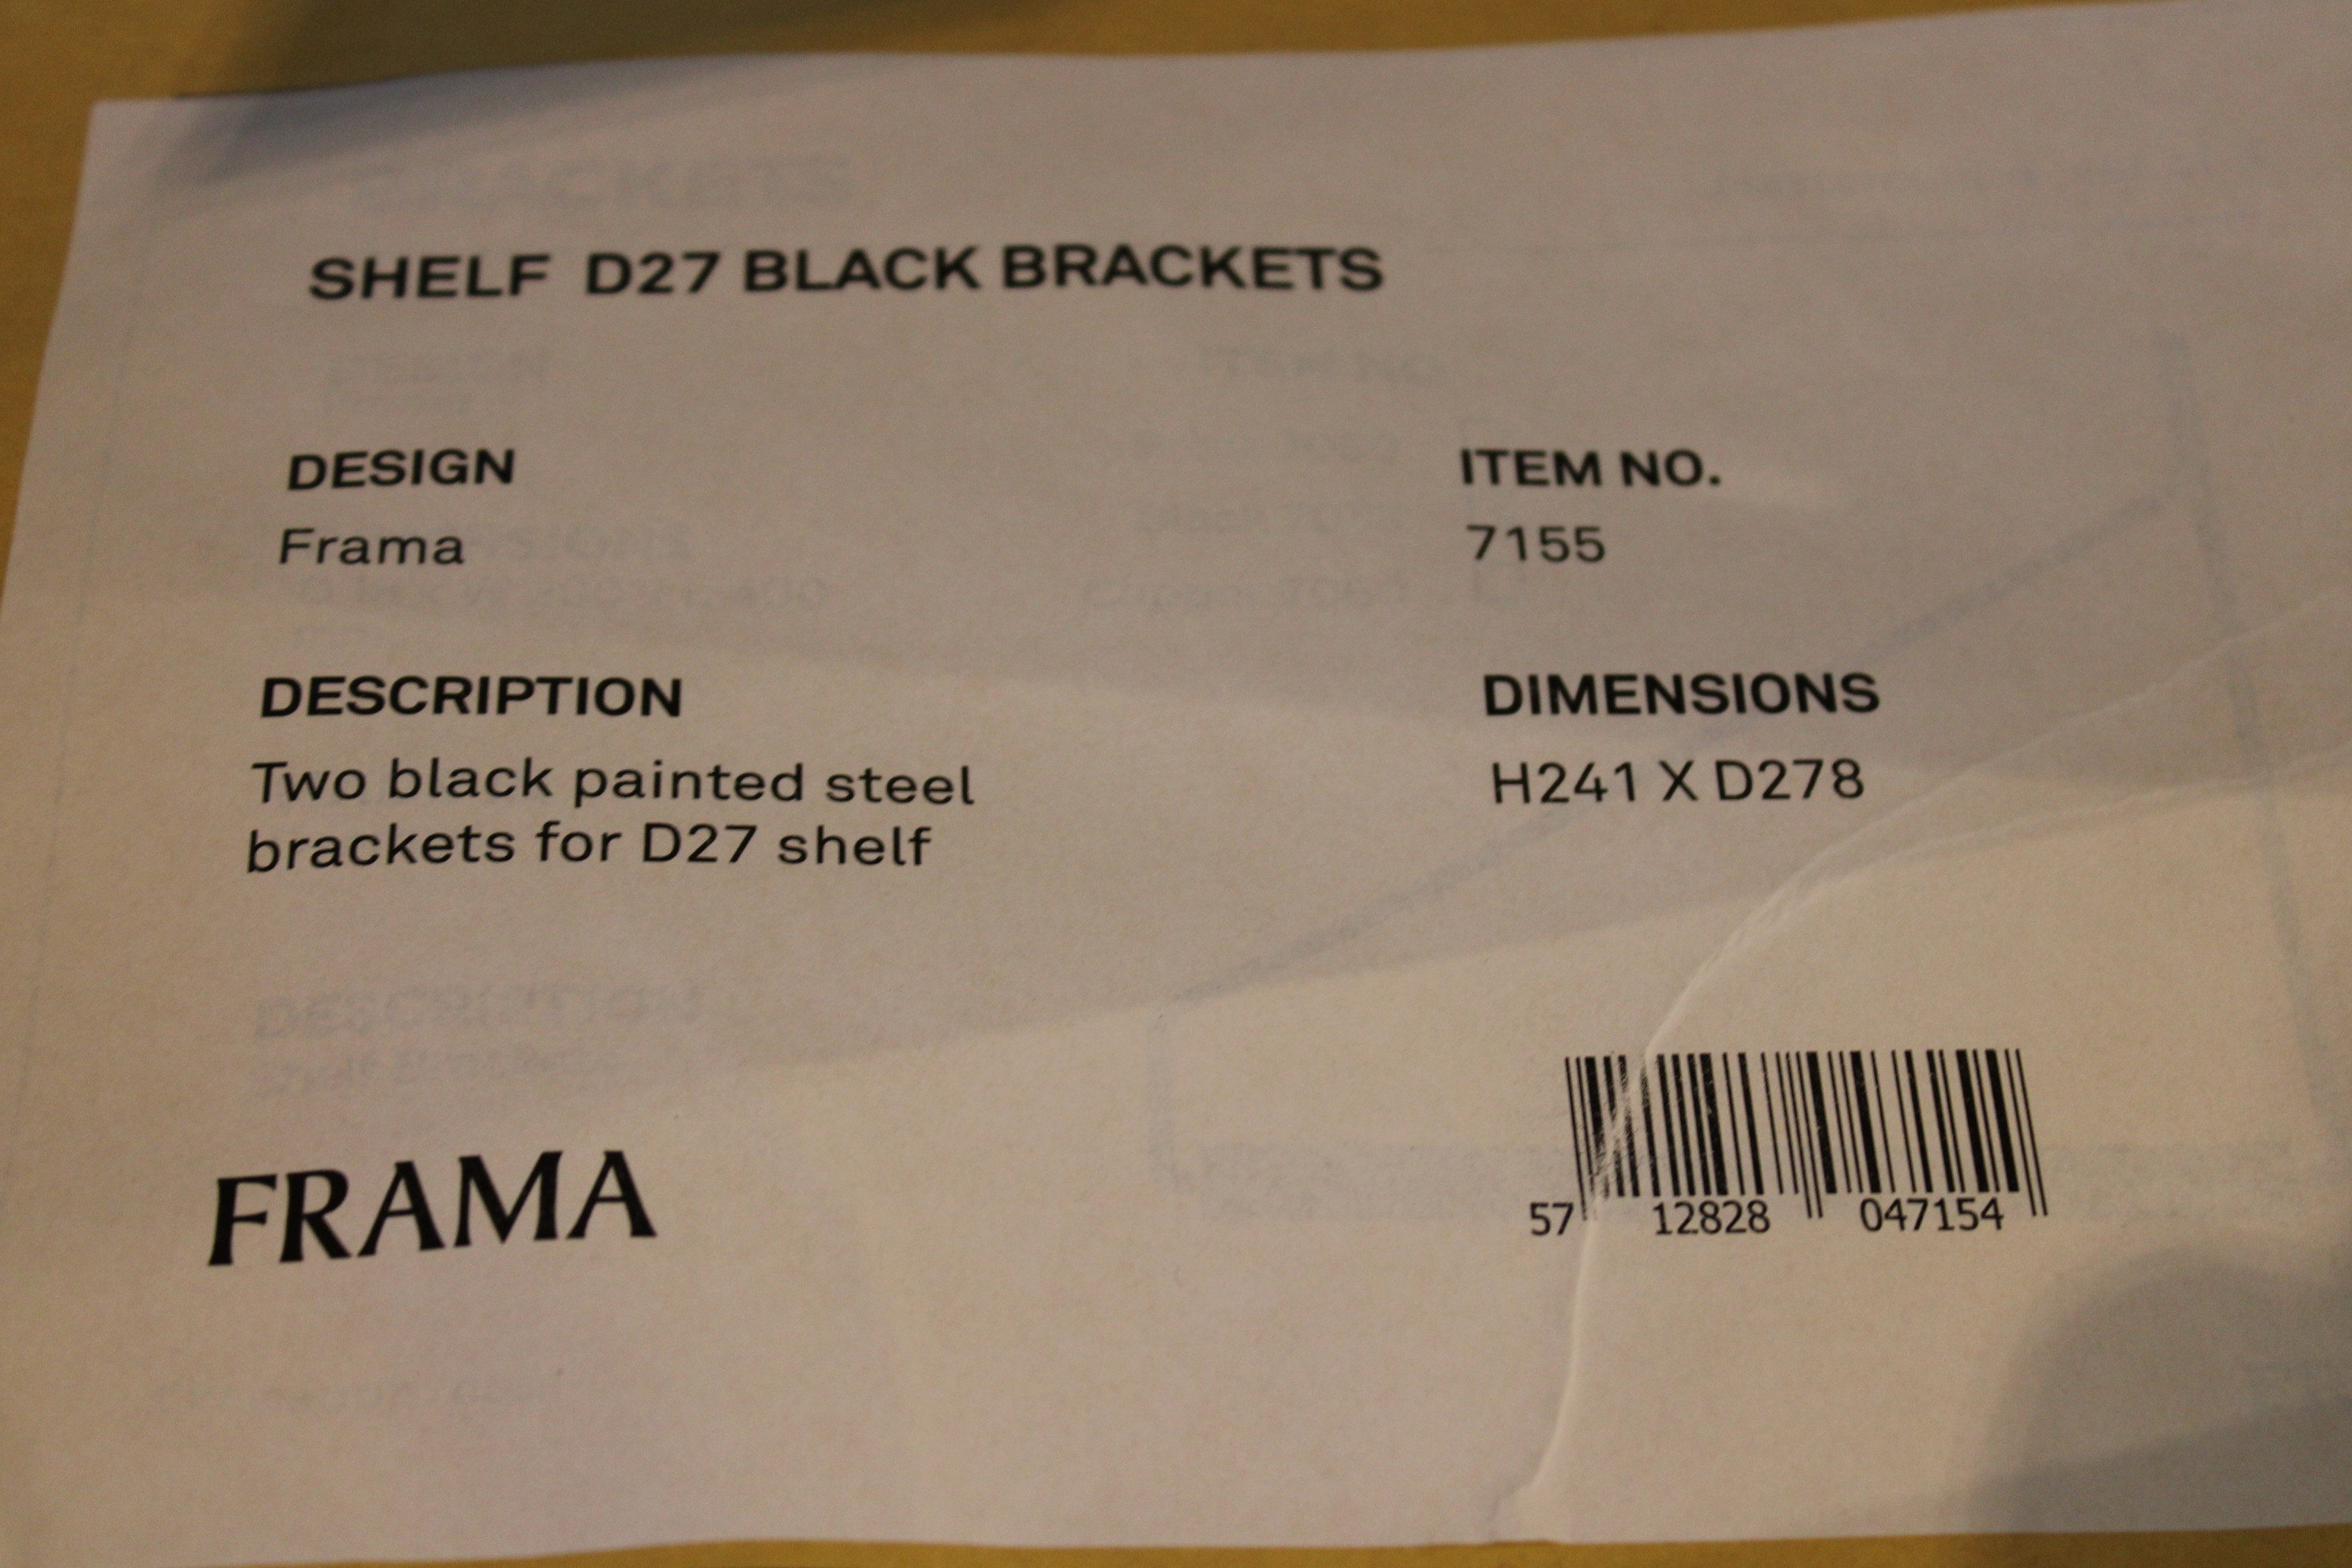 SHELF D27 BLACK BRACKETS
DESIGN
Frama
ITEM NO.
7155
DESCRIPTION
Two black painted steel
brackets for D27 shelf
DIMENSIONS
H241 X D278
FRAMA
57 12828 047154